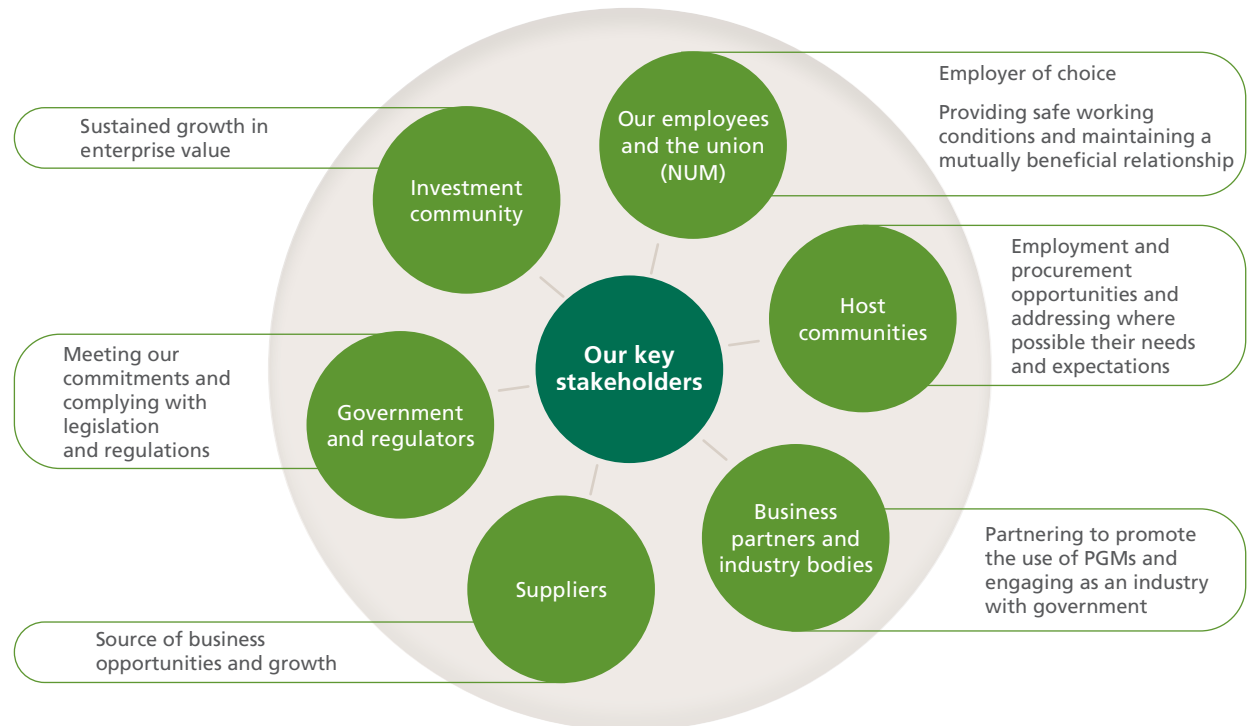 Our key
stakeholders
Our employees
and the union
(NUM)
Employer of choice
Providing safe working
conditions and maintaining a
mutually beneficial relationship
Host
communities
Employment and
procurement
opportunities and
addressing where
possible their needs
and expectations
Business
partners and
industry bodies
Partnering to promote
the use of PGMs and
engaging as an industry
with government
Suppliers
Source of business
opportunities and growth
Government
and regulators
Meeting our
commitments and
complying with
legislation
and regulations
Investment
community
Sustained growth in
enterprise value